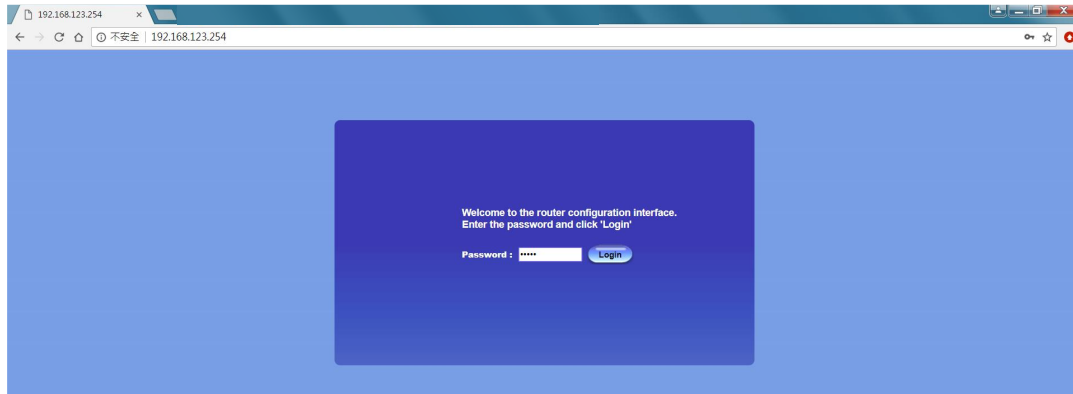 192.168.123.254
不安全 | 192.168.123.254
Welcome to the router configuration interface.
Enter the password and click 'Login'
Password : ••••• Login